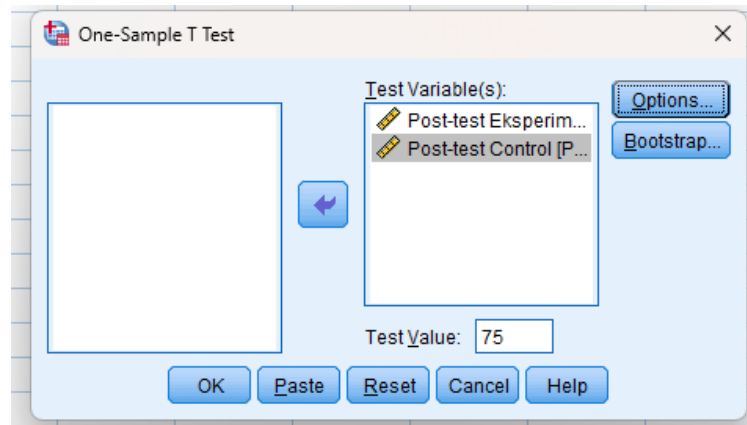 One-Sample T Test
Test Variable(s):
Post-test Eksperim...
Post-test Control [P...
Options...
Bootstrap...
Test Value: 75
OK Paste Reset Cancel Help